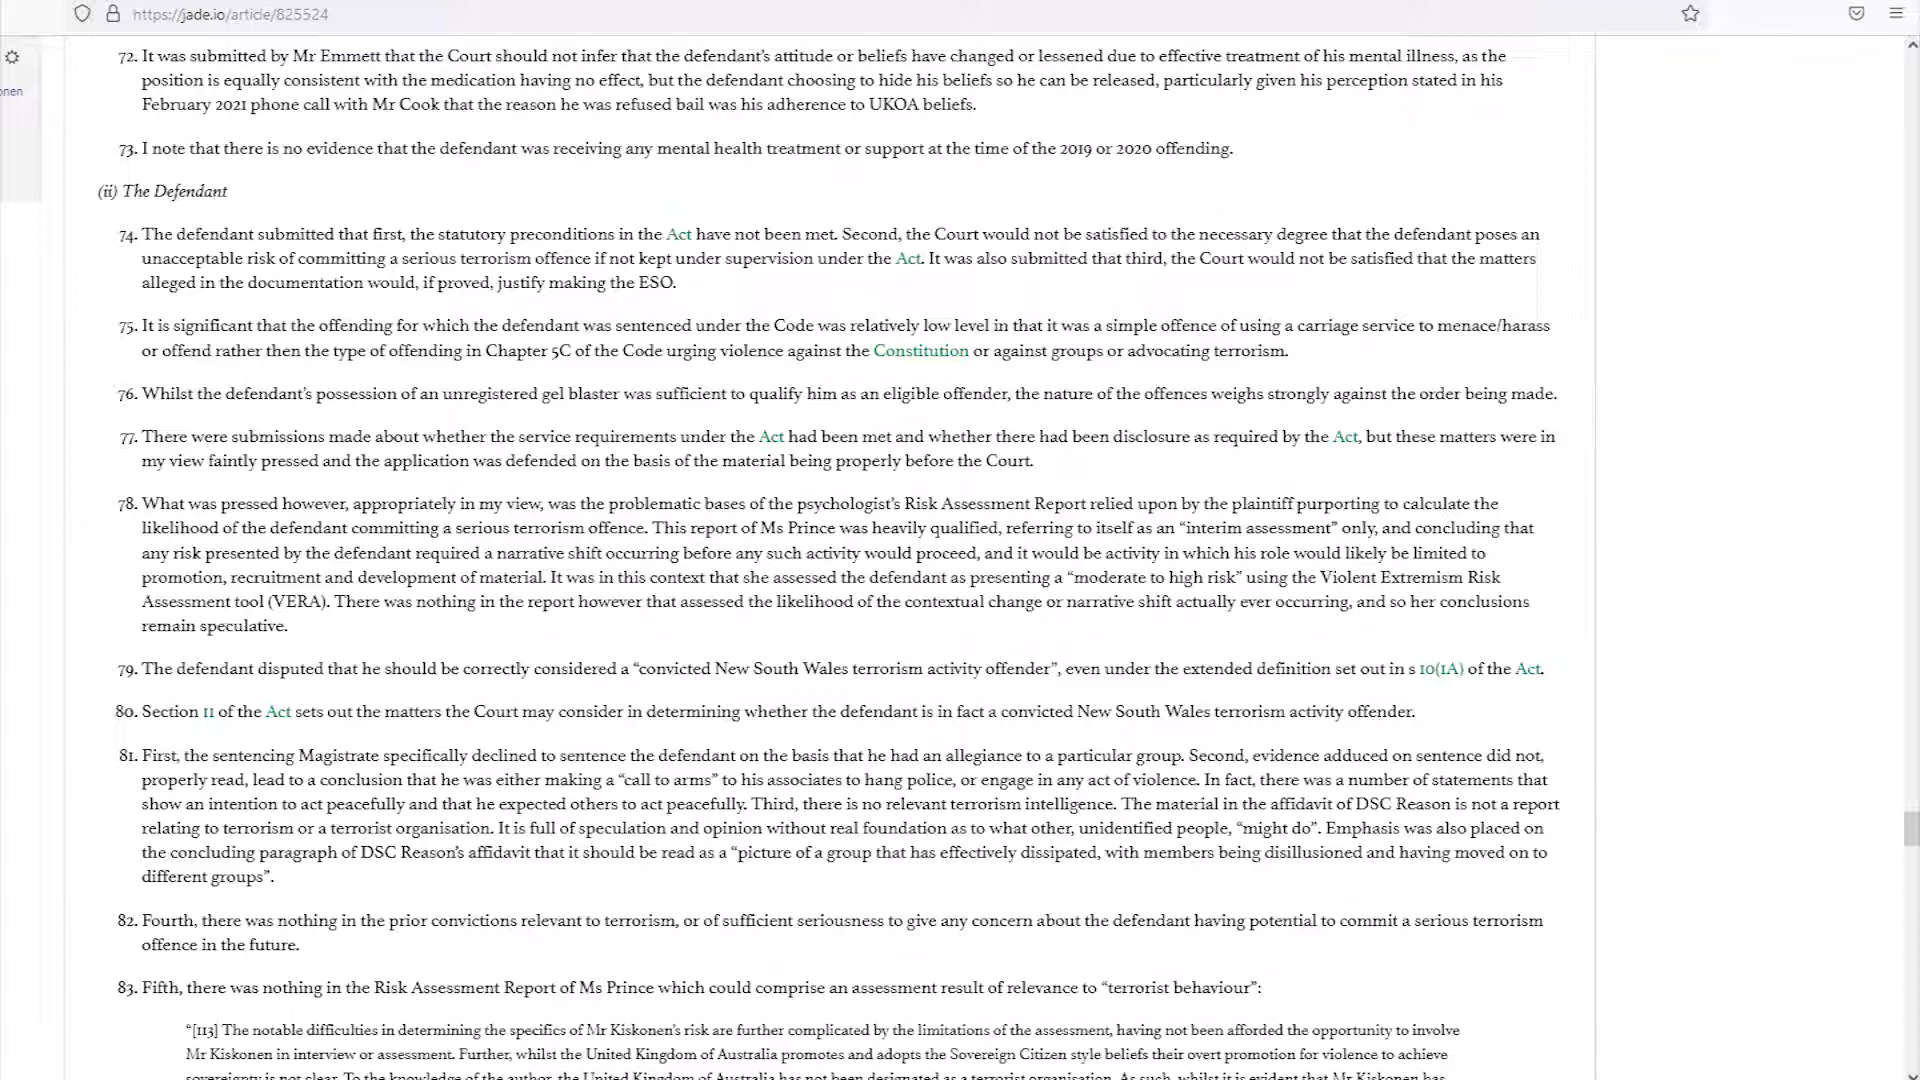 https://jade.io/article/825524
onen
72. It was submitted by Mr Emmett that the Court should not infer that the defendant's attitude or beliefs have changed or lessened due to effective treatment of his mental illness, as the
position is equally consistent with the medication having no effect, but the defendant choosing to hide his beliefs so he can be released, particularly given his perception stated in his
February 2021 phone call with Mr Cook that the reason he was refused bail was his adherence to UKOA beliefs.
73. I note that there is no evidence that the defendant was receiving any mental health treatment or support at the time of the 2019 or 2020 offending.
(ii) The Defendant
74. The defendant submitted that first, the statutory preconditions in the Act have not been met. Second, the Court would not be satisfied to the necessary degree that the defendant poses an
unacceptable risk of committing a serious terrorism offence if not kept under supervision under the Act. It was also submitted that third, the Court would not be satisfied that the matters
alleged in the documentation would, if proved, justify making the ESO.
75. It is significant that the offending for which the defendant was sentenced under the Code was relatively low level in that it was a simple offence of using a carriage service to menace/harass
or offend rather then the type of offending in Chapter 5C of the Code urging violence against the Constitution or against groups or advocating terrorism.
76. Whilst the defendant's possession of an unregistered gel blaster was sufficient to qualify him as an eligible offender, the nature of the offences weighs strongly against the order being made.
77. There were submissions made about whether the service requirements under the Act had been met and whether there had been disclosure as required by the Act, but these matters were in
my view faintly pressed and the application was defended on the basis of the material being properly before the Court.
78. What was pressed however, appropriately in my view, was the problematic bases of the psychologist's Risk Assessment Report relied upon by the plaintiff purporting to calculate the
likelihood of the defendant committing a serious terrorism offence. This report of Ms Prince was heavily qualified, referring to itself as an “interim assessment” only, and concluding that
any risk presented by the defendant required a narrative shift occurring before any such activity would proceed, and it would be activity in which his role would likely be limited to
promotion, recruitment and development of material. It was in this context that she assessed the defendant as presenting a “moderate to high risk” using the Violent Extremism Risk
Assessment tool (VERA). There was nothing in the report however that assessed the likelihood of the contextual change or narrative shift actually ever occurring, and so her conclusions
remain speculative.
79. The defendant disputed that he should be correctly considered a “convicted New South Wales terrorism activity offender”, even under the extended definition set out in s 10(1A) of the Act.
80. Section 11 of the Act sets out the matters the Court may consider in determining whether the defendant is in fact a convicted New South Wales terrorism activity offender.
81. First, the sentencing Magistrate specifically declined to sentence the defendant on the basis that he had an allegiance to a particular group. Second, evidence adduced on sentence did not,
properly read, lead to a conclusion that he was either making a “call to arms” to his associates to hang police, or engage in any act of violence. In fact, there was a number of statements that
show an intention to act peacefully and that he expected others to act peacefully. Third, there is no relevant terrorism intelligence. The material in the affidavit of DSC Reason is not a report
relating to terrorism or a terrorist organisation. It is full of speculation and opinion without real foundation as to what other, unidentified people, “might do”. Emphasis was also placed on
the concluding paragraph of DSC Reason's affidavit that it should be read as a “picture of a group that has effectively dissipated, with members being disillusioned and having moved on to
different groups”.
82. Fourth, there was nothing in the prior convictions relevant to terrorism, or of sufficient seriousness to give any concern about the defendant having potential to commit a serious terrorism
offence in the future.
83. Fifth, there was nothing in the Risk Assessment Report of Ms Prince which could comprise an assessment result of relevance to “terrorist behaviour”:
“[113] The notable difficulties in determining the specifics of Mr Kiskonen's risk are further complicated by the limitations of the assessment, having not been afforded the opportunity to involve
Mr Kiskonen in interview or assessment. Further, whilst the United Kingdom of Australia promotes and adopts the Sovereign Citizen style beliefs their overt promotion for violence to achieve
sovereignty is not clear. To the knowledge of the author, the United Kingdom of Australia has not been designated as a terrorist organisation. As such, whilst it is evident that Mr Kiskonen has